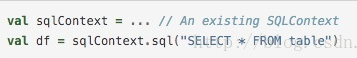 val sqlContext = ... // An existing SQLContext
val df = sqlContext.sql("SELECT * FROM table")